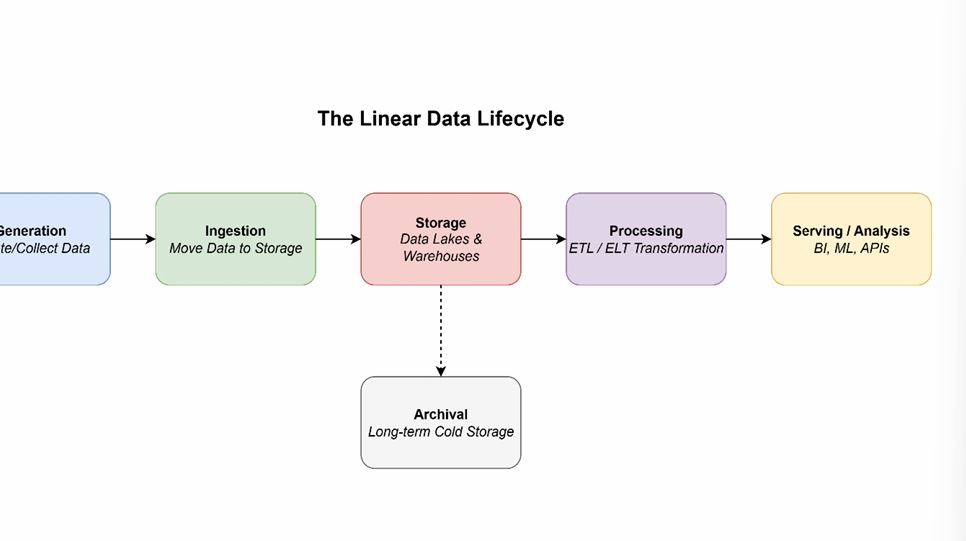 The Linear Data Lifecycle
Generation
te/Collect Data
Ingestion
Move Data to Storage
Storage
Data Lakes &
Warehouses
Processing
ETL / ELT Transformation
Serving / Analysis
BI, ML, APIs
Archival
Long-term Cold Storage